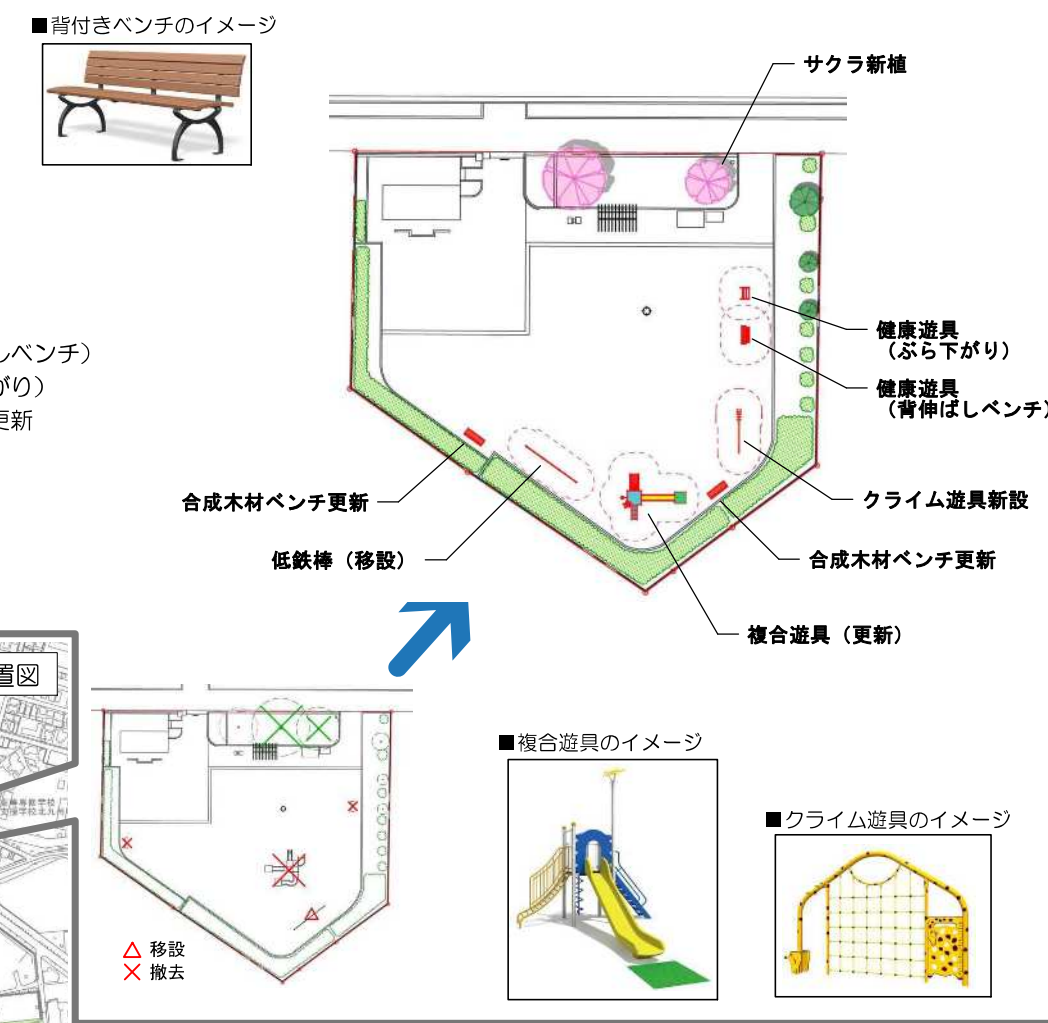 ■背付きベンチのイメージ
サクラ新植
健康遊具
（ぶら下がり）
健康遊具
（背伸ばしベンチ）
しベンチ）
がり）
更新
合成木材ベンチ更新
クライム遊具新設
低鉄棒（移設）
合成木材ベンチ更新
複合遊具（更新）
置図
△ 移設
× 撤去
■複合遊具のイメージ
■クライム遊具のイメージ